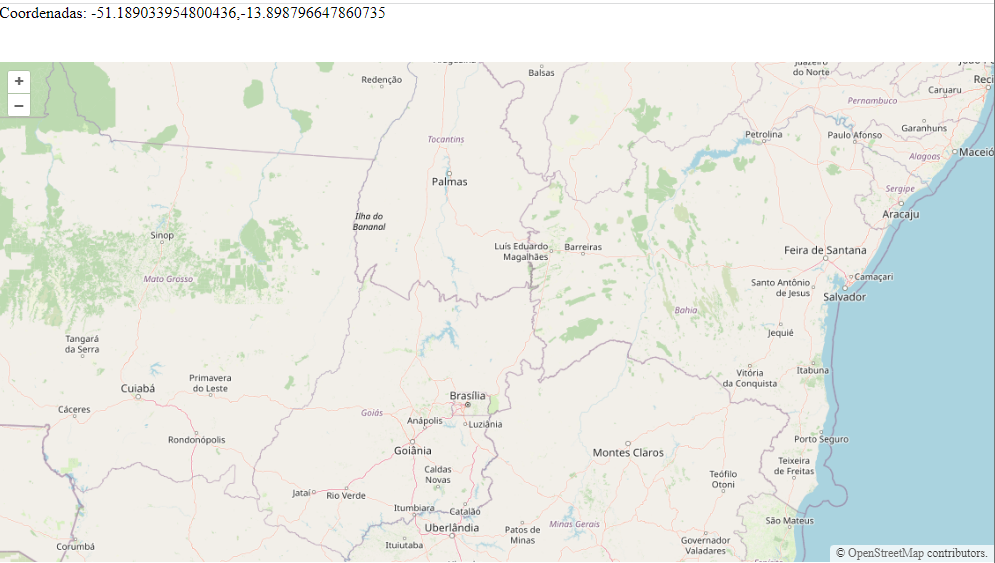 Coordenadas: -51.189033954800436,-13.898796647860735
+
−
Redenção
Balsas
do Norte
Caruaru
Pernambuco
Petrolina
Paulo Afonso
Garanhuns
Tocantins
Alagoas
Maceió
Palmas
Sergipe
Ilha do
Bananal
Aracaju
Sinop
Luís Eduardo
Magalhães
Barreiras
Feira de Santana
Mato Grosso
Camaçari
Santo Antônio
de Jesus
Salvador
Bahia
Jequié
Tangará
da Serra
Vitória
da Conquista
Itabuna
Cuiabá
Primavera
do Leste
Brasília
Cáceres
Goiás
Anápolis
Luziânia
Rondonópolis
Porto Seguro
Goiânia
Montes Claros
Caldas
Novas
Teixeira
de Freitas
Teófilo
Otoni
Jataí
Rio Verde
Itumbiara
Catalão
São Mateus
Uberlândia
Patos de
Minas
Minas Gerais
Ituiutaba
Governador
Valadares
Corumbá
© OpenStreetMap contributors.